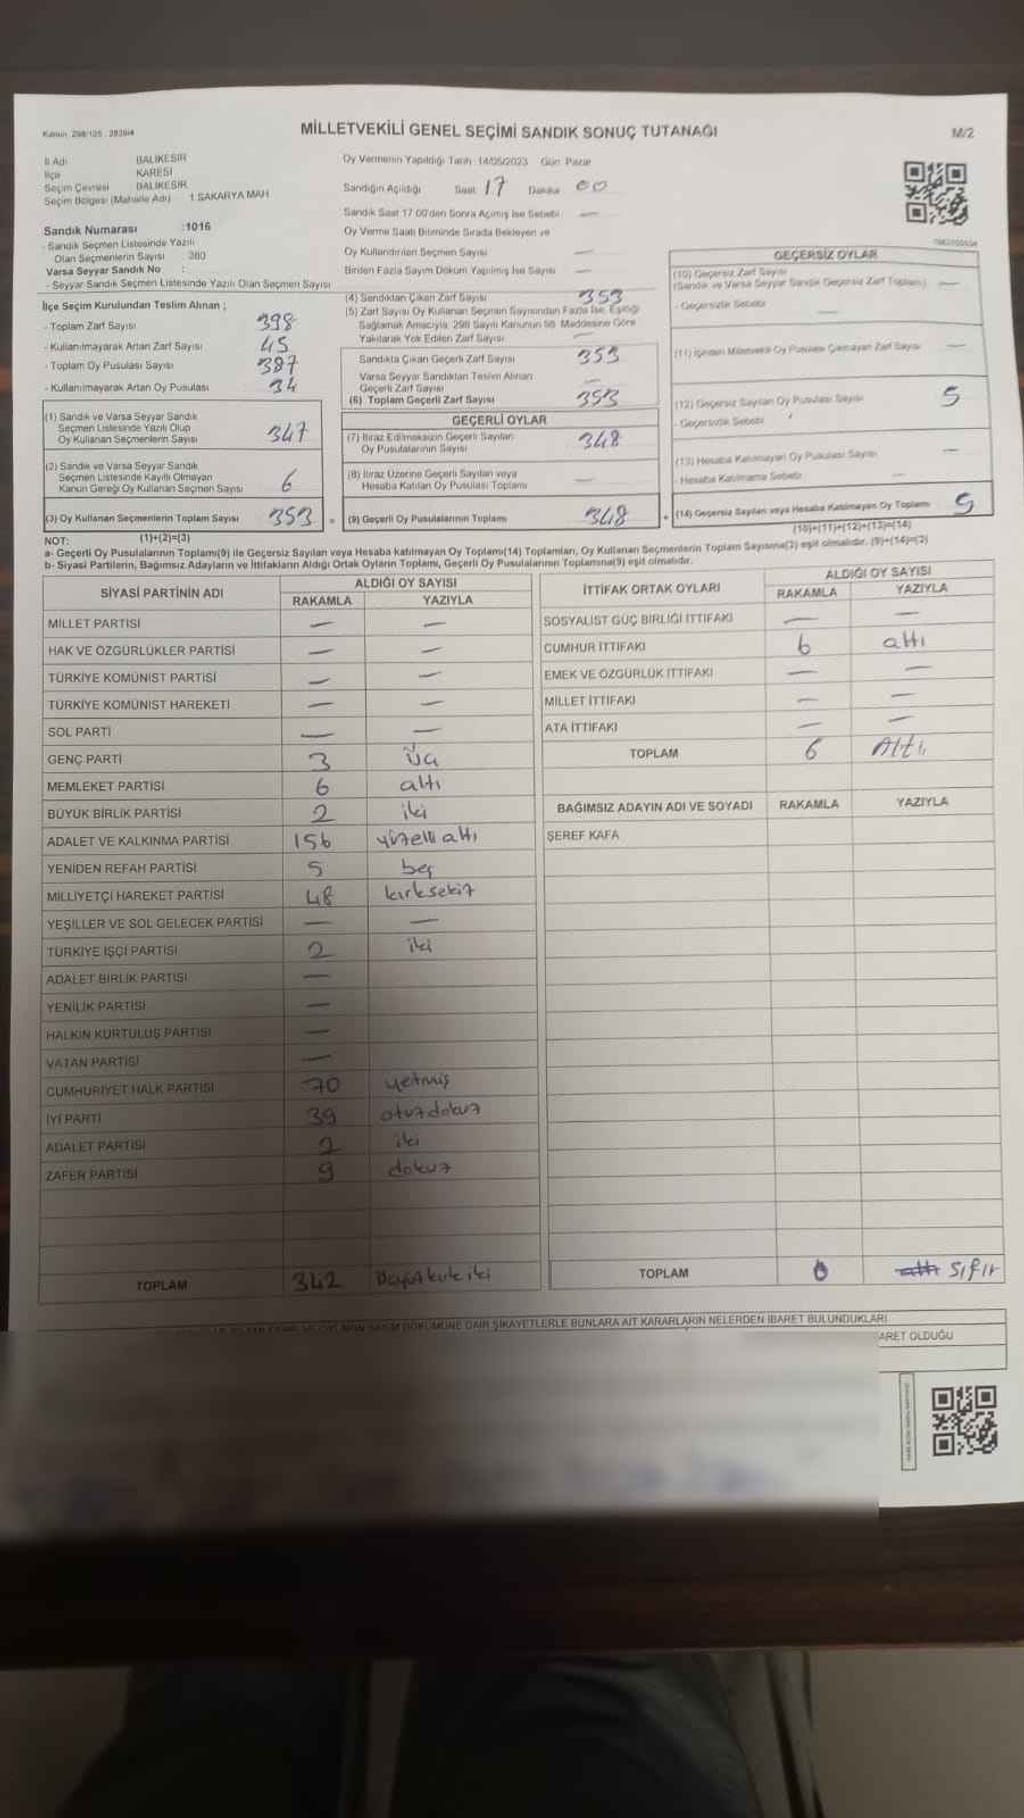 Kanun 298/105 , 2839/4
MİLLETVEKİLİ GENEL SEÇİMİ SANDIK SONUÇ TUTANAĞI
M/2
İl Adı BALIKESİR
İlçe KARESİ
Seçim Çevresi BALIKESİR
Seçim Bölgesi (Mahalle Adı) 1 SAKARYA MAH
Sandık Numarası :1016
- Sandık Seçmen Listesinde Yazılı
Olan Seçmenlerin Sayısı : 380
Varsa Seyyar Sandık No :
- Seyyar Sandık Seçmen Listesinde Yazılı Olan Seçmen Sayısı
Oy Vermenin Yapıldığı Tarih : 14/05/2023 Gün Pazar
Sandığın Açıldığı Saat 17 Dakika 00
Sandık Saat 17 00'den Sonra Açılmış İse Sebebi : —
Oy Verme Saati Bitiminde Sırada Bekleyen ve
Oy Kullandırılan Seçmen Sayısı —
Birden Fazla Sayım Döküm Yapılmış İse Sayısı —
İlçe Seçim Kurulundan Teslim Alınan ;
- Toplam Zarf Sayısı 398
- Kullanılmayarak Artan Zarf Sayısı 45
- Toplam Oy Pusulası Sayısı 387
- Kullanılmayarak Artan Oy Pusulası 34
(1) Sandık ve Varsa Seyyar Sandık
Seçmen Listesinde Yazılı Olup
Oy Kullanan Seçmenlerin Sayısı 347
(2) Sandık ve Varsa Seyyar Sandık
Seçmen Listesinde Kayıtlı Olmayan
Kanun Gereği Oy Kullanan Seçmen Sayısı 6
(3) Oy Kullanan Seçmenlerin Toplam Sayısı 353
(4) Sandıktan Çıkan Zarf Sayısı 353
(5) Zarf Sayısı Oy Kullanan Seçmen Sayısından Fazla İse, Eşitliği
Sağlamak Amacıyla, 298 Sayılı Kanunun 98. Maddesine Göre
Yakılarak Yok Edilen Zarf Sayısı —
Sandıkta Çıkan Geçerli Zarf Sayısı 353
Varsa Seyyar Sandıktan Teslim Alınan
Geçerli Zarf Sayısı —
(6) Toplam Geçerli Zarf Sayısı 353
GEÇERLİ OYLAR
(7) İtiraz Edilmeksizin Geçerli Sayılan
Oy Pusulalarının Sayısı 348
(8) İtiraz Üzerine Geçerli Sayılan veya
Hesaba Katılan Oy Pusulası Toplamı —
= (9) Geçerli Oy Pusulalarının Toplamı 348
GEÇERSİZ OYLAR
(10) Geçersiz Zarf Sayısı
(Sandık ve Varsa Seyyar Sandık Geçersiz Zarf Toplamı) —
- Geçersizlik Sebebi —
(11) İçinden Milletvekili Oy Pusulası Çıkmayan Zarf Sayısı —
(12) Geçersiz Sayılan Oy Pusulası Sayısı 5
- Geçersizlik Sebebi
(13) Hesaba Katılmayan Oy Pusulası Sayısı —
- Hesaba Katılmama Sebebi —
+ (14) Geçersiz Sayılan veya Hesaba Katılmayan Oy Toplamı 5
NOT: (1)+(2)=(3)
(10)+(11)+(12)+(13)=(14)
a- Geçerli Oy Pusulalarının Toplamı(9) ile Geçersiz Sayılan veya Hesaba katılmayan Oy Toplamı(14) Toplamları, Oy Kullanan Seçmenlerin Toplam Sayısına(3) eşit olmalıdır. (9)+(14)=(3)
b- Siyasi Partilerin, Bağımsız Adayların ve İttifakların Aldığı Ortak Oyların Toplamı, Geçerli Oy Pusulalarının Toplamına(9) eşit olmalıdır.
SİYASİ PARTİNİN ADI ALDIĞI OY SAYISI
RAKAMLA YAZIYLA
MİLLET PARTİSİ — —
HAK VE ÖZGÜRLÜKLER PARTİSİ — —
TÜRKİYE KOMÜNİST PARTİSİ — —
TÜRKİYE KOMÜNİST HAREKETİ — —
SOL PARTİ — —
GENÇ PARTİ 3 üç
MEMLEKET PARTİSİ 6 altı
BÜYÜK BİRLİK PARTİSİ 2 iki
ADALET VE KALKINMA PARTİSİ 156 yüzelli altı
YENİDEN REFAH PARTİSİ 5 beş
MİLLİYETÇİ HAREKET PARTİSİ 48 kırksekiz
YEŞİLLER VE SOL GELECEK PARTİSİ — —
TÜRKİYE İŞÇİ PARTİSİ 2 iki
ADALET BİRLİK PARTİSİ —
YENİLİK PARTİSİ —
HALKIN KURTULUŞ PARTİSİ —
VATAN PARTİSİ —
CUMHURİYET HALK PARTİSİ 70 yetmiş
İYİ PARTİ 39 otuzdokuz
ADALET PARTİSİ 2 iki
ZAFER PARTİSİ 9 dokuz
TOPLAM 342
İTTİFAK ORTAK OYLARI ALDIĞI OY SAYISI
RAKAMLA YAZIYLA
SOSYALİST GÜÇ BİRLİĞİ İTTİFAKI — —
CUMHUR İTTİFAKI 6 altı
EMEK VE ÖZGÜRLÜK İTTİFAKI — —
MİLLET İTTİFAKI — —
ATA İTTİFAKI — —
TOPLAM 6 Altı
BAĞIMSIZ ADAYIN ADI VE SOYADI RAKAMLA YAZIYLA
ŞEREF KAFA
TOPLAM 0 altı sıfır
DÖKÜMÜNE DAİR ŞİKAYETLERLE BUNLARA AİT KARARLARIN NELERDEN İBARET BULUNDUKLARI
ARET OLDUĞU